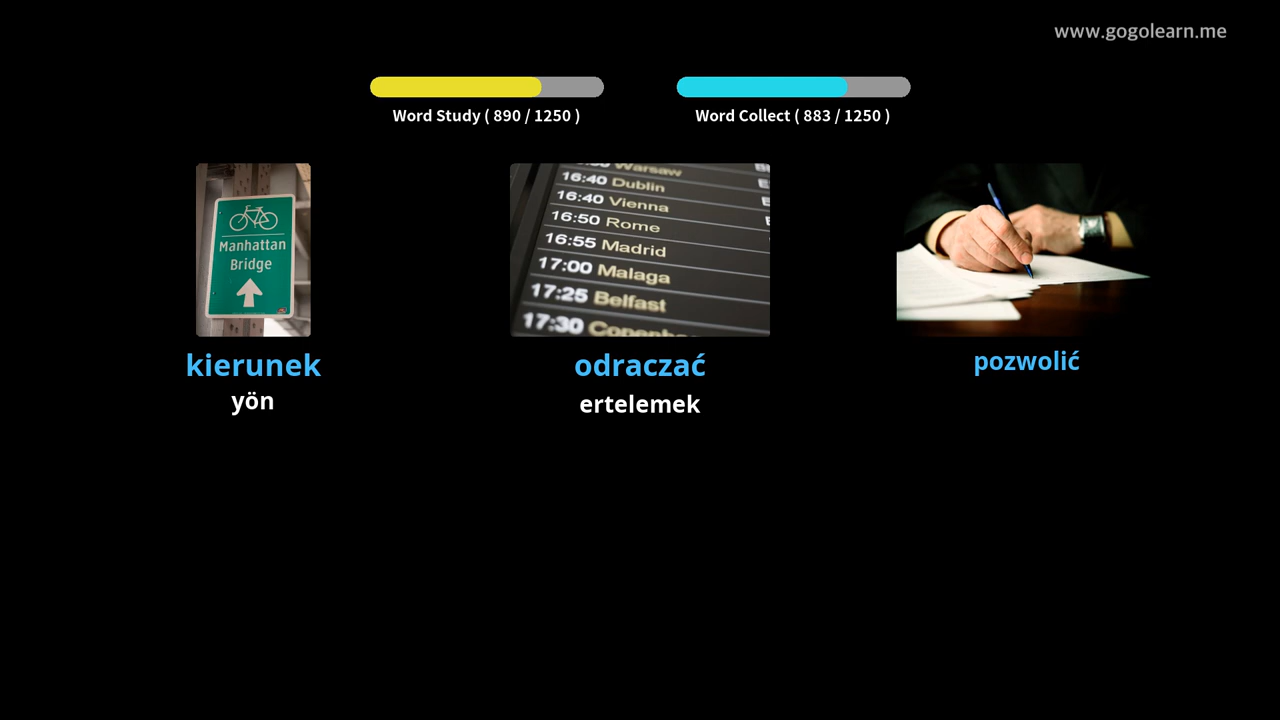 www.gogolearn.me
Word Study ( 890 / 1250 )
Word Collect ( 883 / 1250 )
Manhattan
Bridge
Warsaw
16:40 Dublin
16:40 Vienna
16:50 Rome
16:55 Madrid
17:00 Malaga
17:25 Belfast
17:30
kierunek
yön
odraczać
ertelemek
pozwolić